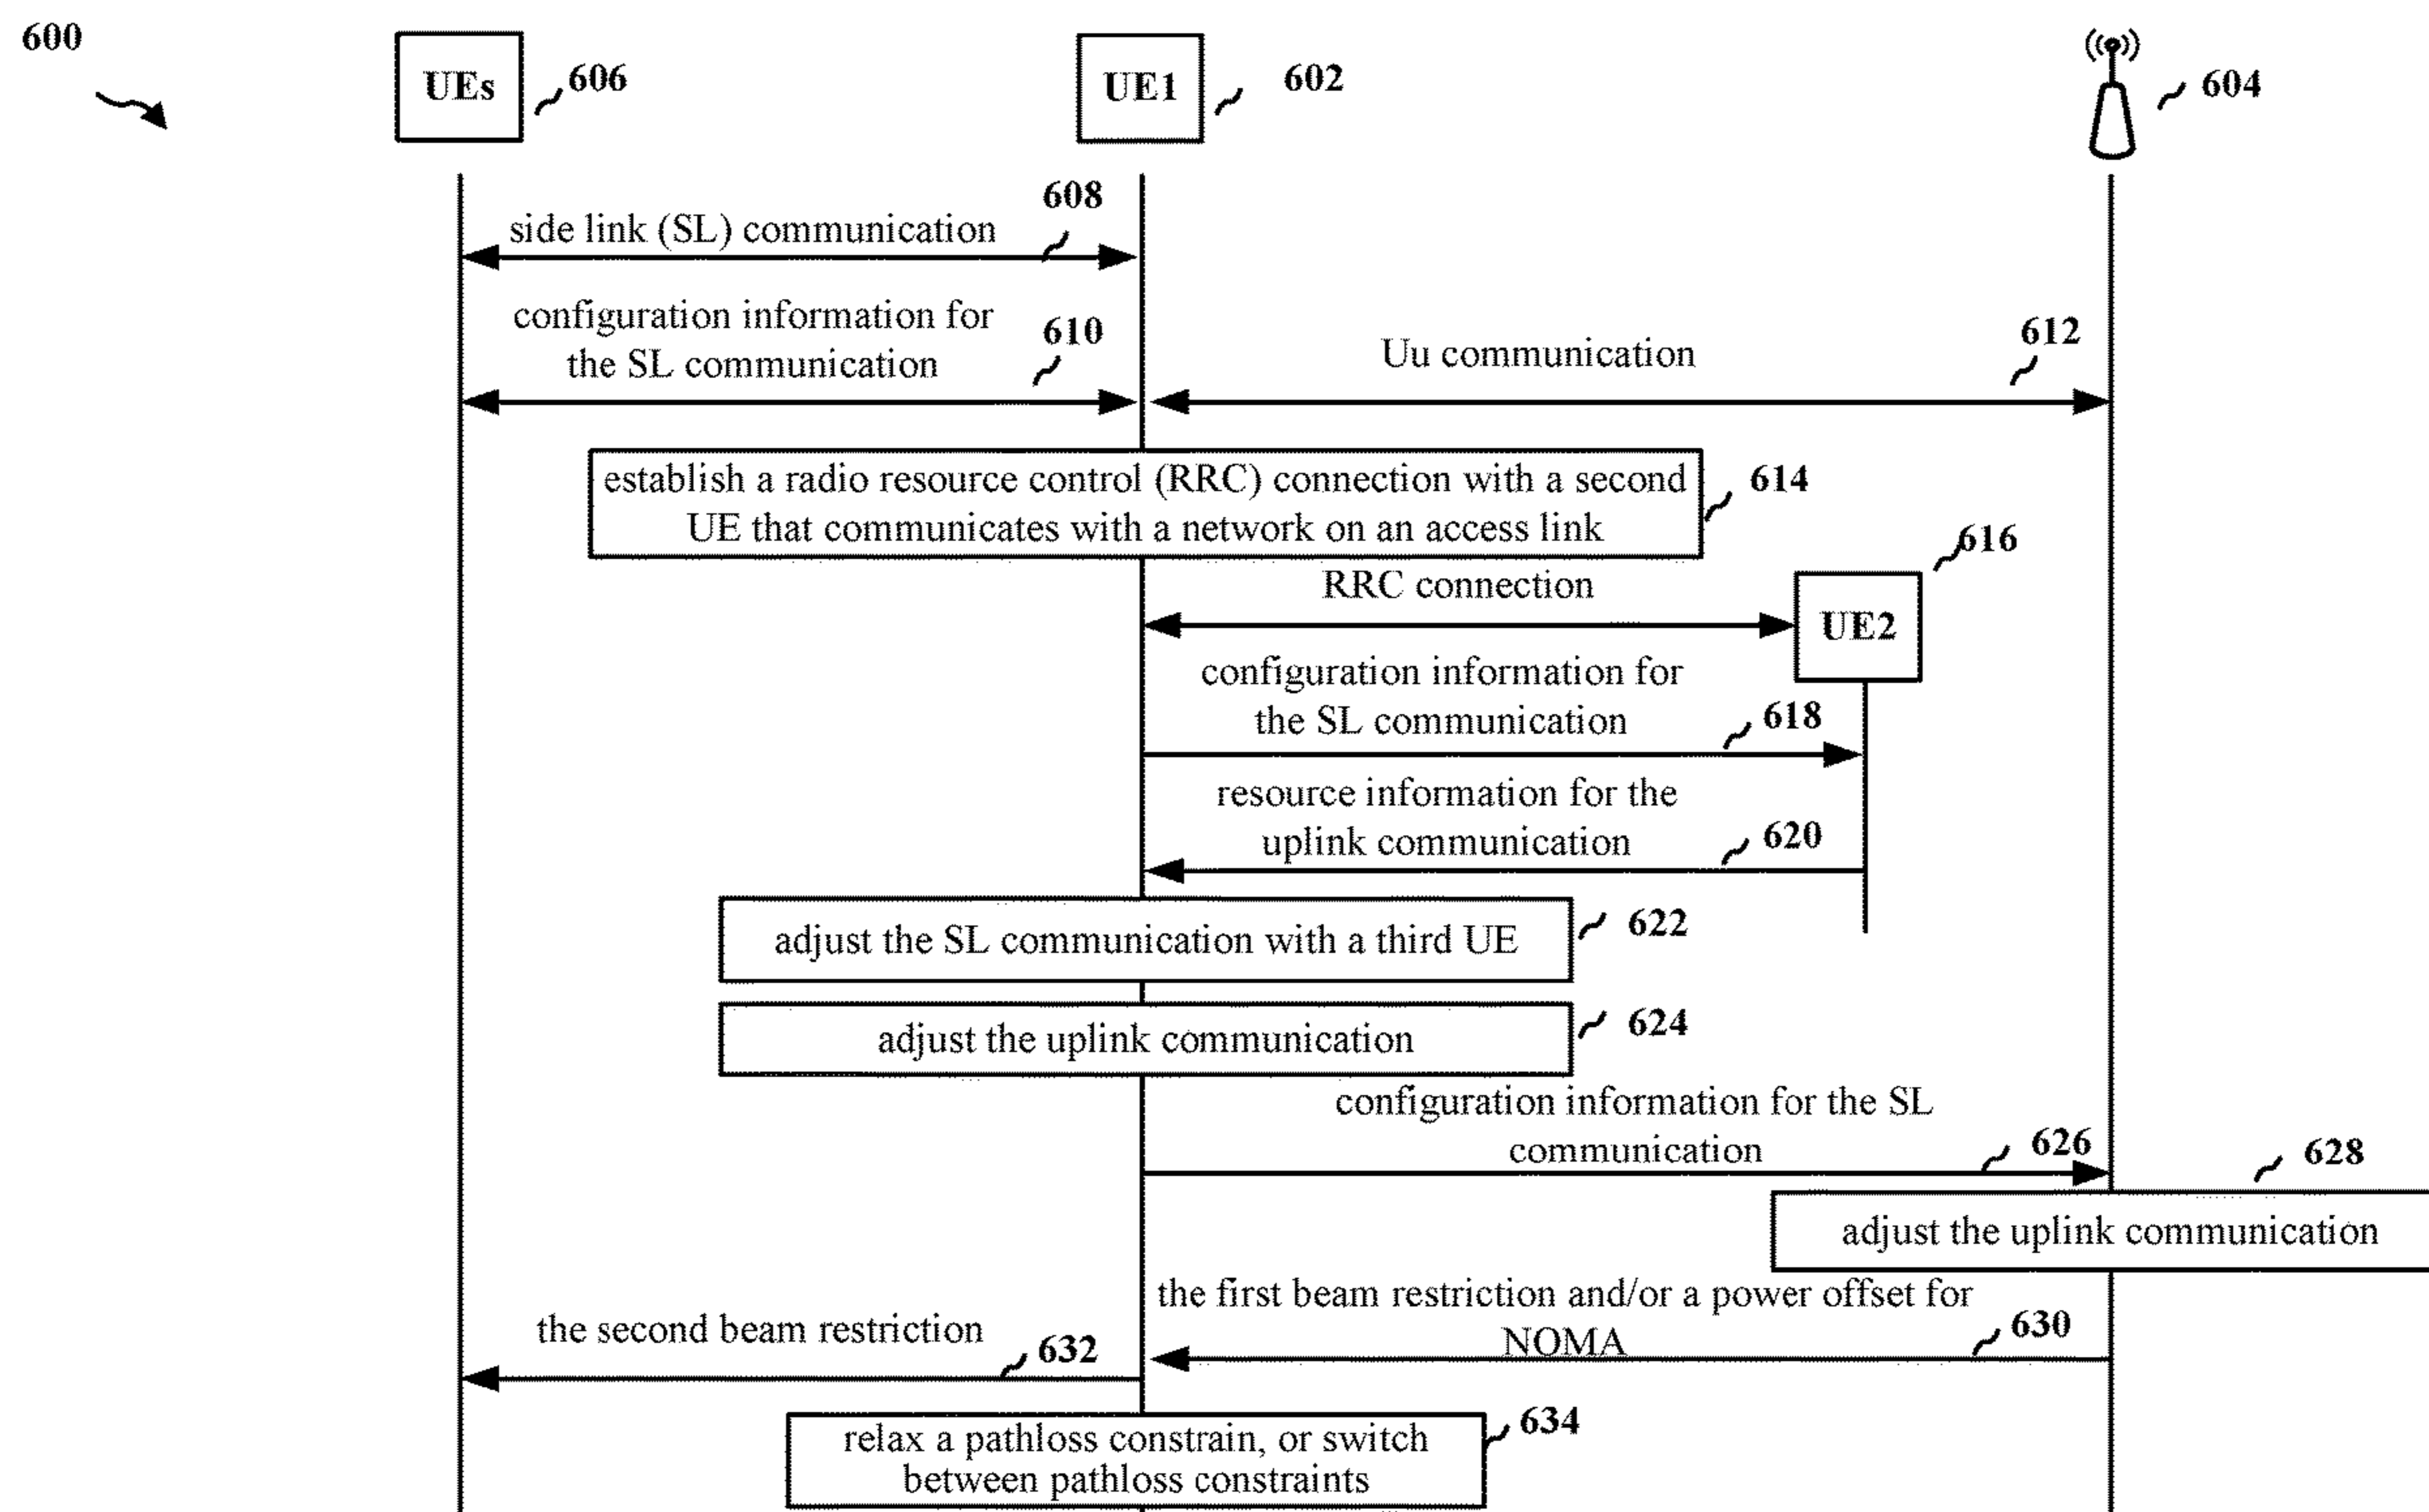 600
UEs
606
UE1
602
604
608
side link (SL) communication
configuration information for
the SL communication
610
Uu communication
612
establish a radio resource control (RRC) connection with a second
UE that communicates with a network on an access link
614
616
RRC connection
UE2
configuration information for
the SL communication
618
resource information for the
uplink communication
620
adjust the SL communication with a third UE
622
adjust the uplink communication
624
configuration information for the SL
communication
626
628
adjust the uplink communication
the first beam restriction and/or a power offset for
NOMA
630
the second beam restriction
632
relax a pathloss constrain, or switch
between pathloss constraints
634